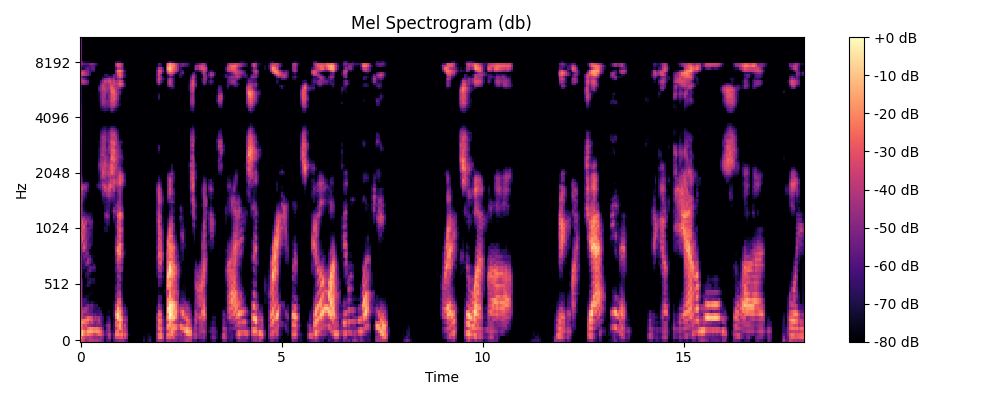 Mel Spectrogram (db)
8192
4096
2048
1024
512
0
Hz
0
5
10
15
Time
+0 dB
-10 dB
-20 dB
-30 dB
-40 dB
-50 dB
-60 dB
-70 dB
-80 dB